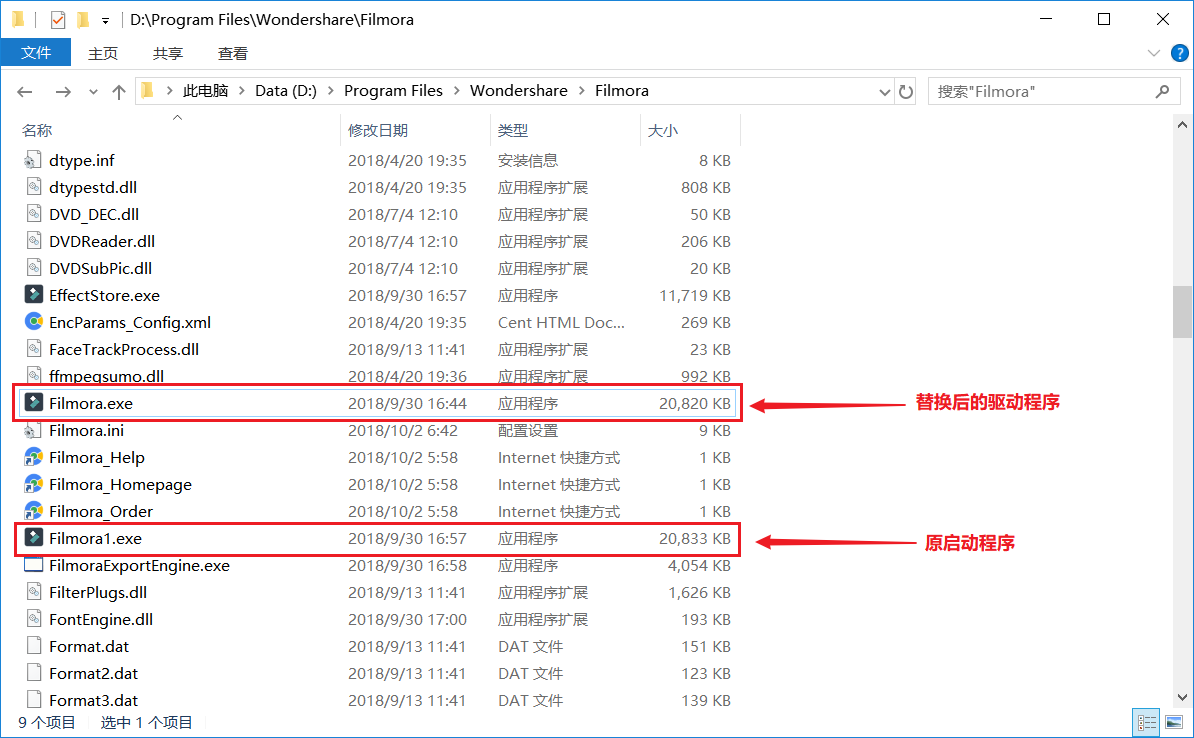 D:\Program Files\Wondershare\Filmora
文件 主页 共享 查看
此电脑 Data (D:) Program Files Wondershare Filmora 搜索"Filmora"
名称 修改日期 类型 大小
dtype.inf 2018/4/20 19:35 安装信息 8 KB
dtypestd.dll 2018/4/20 19:35 应用程序扩展 808 KB
DVD_DEC.dll 2018/7/4 12:10 应用程序扩展 50 KB
DVDReader.dll 2018/7/4 12:10 应用程序扩展 206 KB
DVDSubPic.dll 2018/7/4 12:10 应用程序扩展 20 KB
EffectStore.exe 2018/9/30 16:57 应用程序 11,719 KB
EncParams_Config.xml 2018/4/20 19:35 Cent HTML Doc... 269 KB
FaceTrackProcess.dll 2018/9/13 11:41 应用程序扩展 23 KB
ffmpegsumo.dll 2018/4/20 19:36 应用程序扩展 992 KB
Filmora.exe 2018/9/30 16:44 应用程序 20,820 KB 替换后的驱动程序
Filmora.ini 2018/10/2 6:42 配置设置 9 KB
Filmora_Help 2018/10/2 5:58 Internet 快捷方式 1 KB
Filmora_Homepage 2018/10/2 5:58 Internet 快捷方式 1 KB
Filmora_Order 2018/10/2 5:58 Internet 快捷方式 1 KB
Filmora1.exe 2018/9/30 16:57 应用程序 20,833 KB 原启动程序
FilmoraExportEngine.exe 2018/9/30 16:58 应用程序 4,054 KB
FilterPlugs.dll 2018/9/13 11:41 应用程序扩展 1,626 KB
FontEngine.dll 2018/9/30 17:00 应用程序扩展 193 KB
Format.dat 2018/9/13 11:41 DAT 文件 151 KB
Format2.dat 2018/9/13 11:41 DAT 文件 123 KB
Format3.dat 2018/9/13 11:41 DAT 文件 139 KB
9 个项目 选中 1 个项目